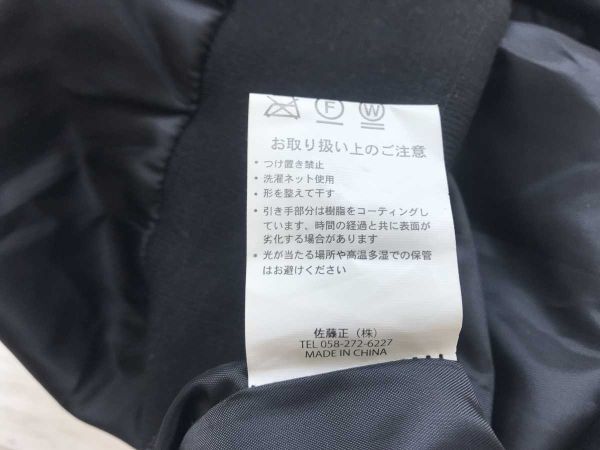 F W
お取り扱い上のご注意
・つけ置き禁止
・洗濯ネット使用
・形を整えて干す
・引き手部分は樹脂をコーティングし
ています、時間の経過と共に表面が
劣化する場合があります
・光が当たる場所や高温多湿での保管
はお避けください
佐藤正（株）
TEL 058-272-6227
MADE IN CHINA